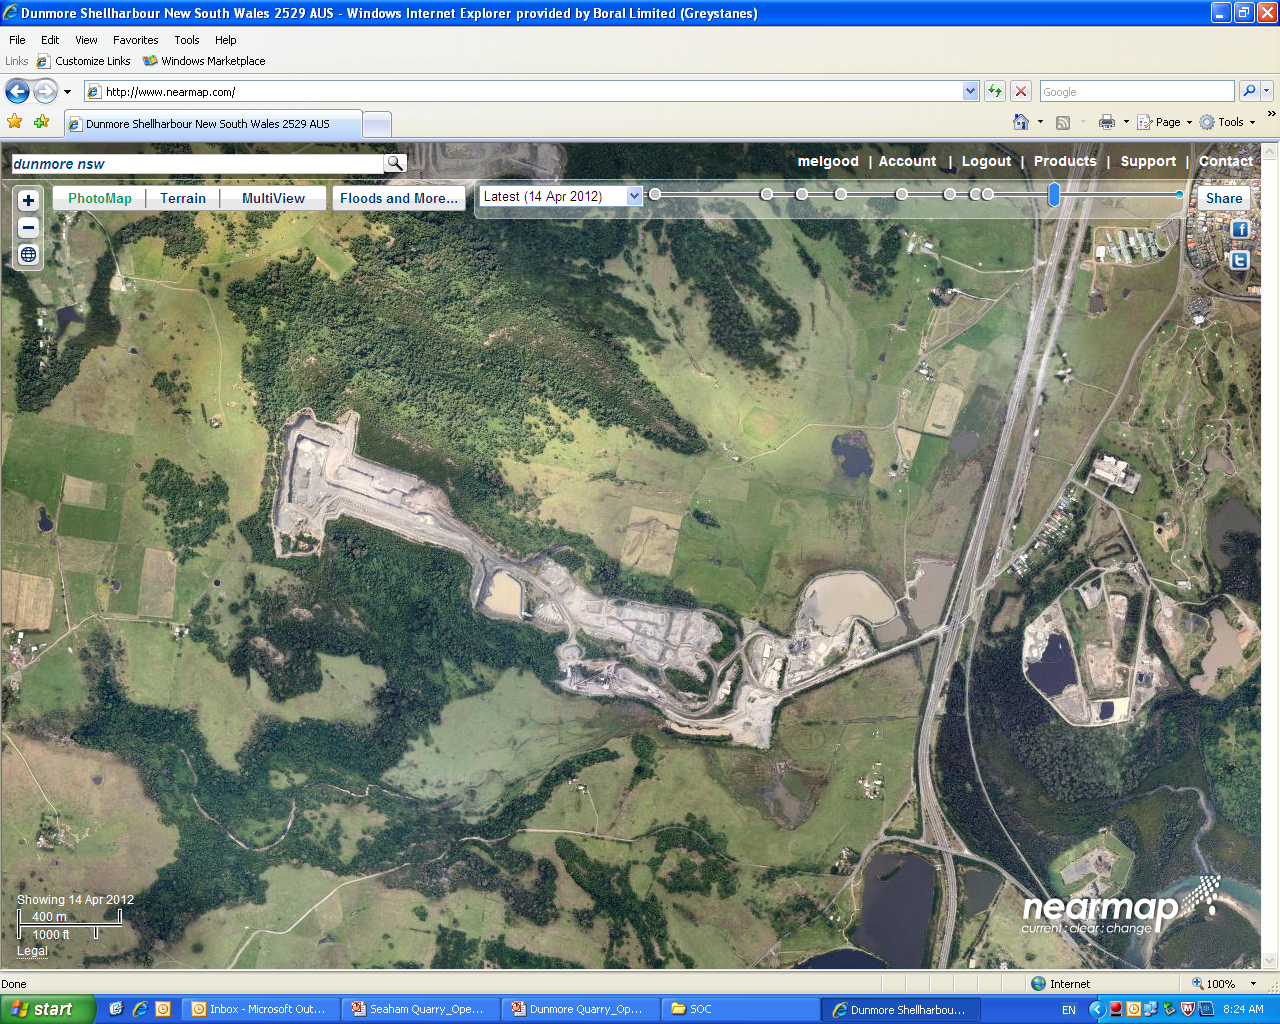 Dunmore Shellharbour New South Wales 2529 AUS - Windows Internet Explorer provided by Boral Limited (Greystanes)
File Edit View Favorites Tools Help
Links Customize Links Windows Marketplace
http://www.nearmap.com/ Google
Dunmore Shellharbour New South Wales 2529 AUS Page Tools »
dunmore nsw melgood | Account | Logout | Products | Support | Contact
PhotoMap Terrain MultiView Floods and More... Latest (14 Apr 2012) Share
Showing 14 Apr 2012
400 m
1000 ft
Legal
nearmap
current:clear:change
Done Internet 100%
start Inbox - Microsoft Out... Seaham Quarry_Ope... Dunmore Quarry_Op... SOC Dunmore Shellharbou... EN 8:24 AM